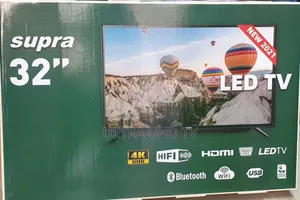 supra
32"
NEW 2021
LED TV
4K
UHD
HIFI
HDMI
LEDTV
Bluetooth
WiFi
USB